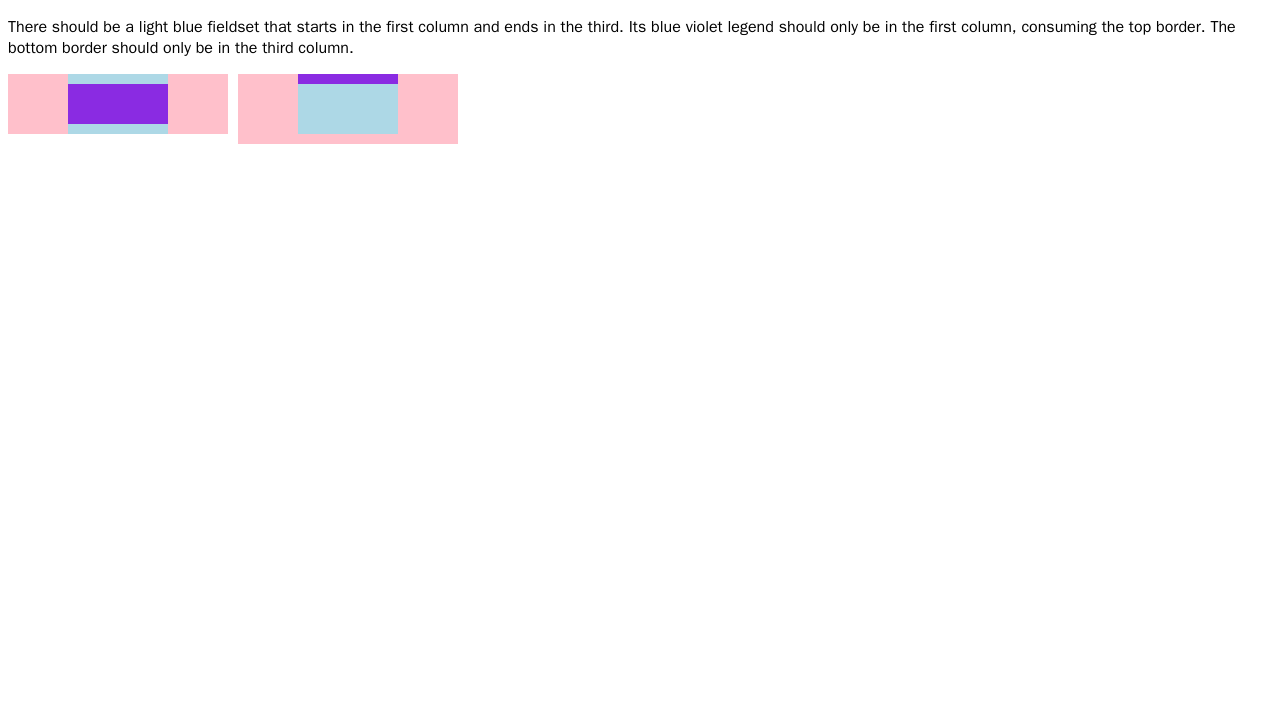 There should be a light blue fieldset that starts in the first column and ends in the third. Its blue violet legend should only be in the first column, consuming the top border. The
bottom border should only be in the third column.